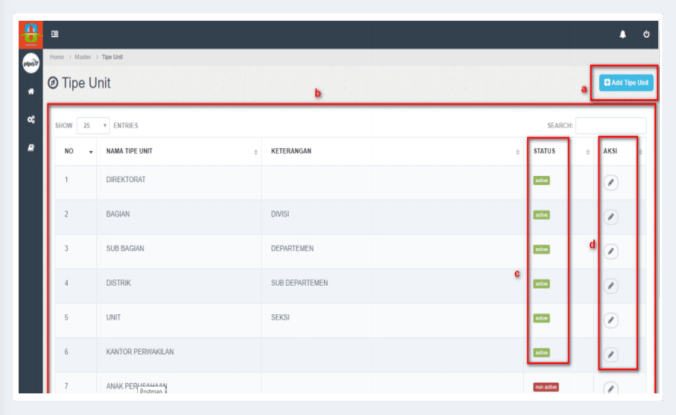 Home > Master > Tipe Unit
Tipe Unit
a
Add Tipe Unit
b
SHOW 25 ENTRIES
SEARCH:
NO NAMA TIPE UNIT KETERANGAN STATUS AKSI
1 DIREKTORAT active
2 BAGIAN DIVISI active
3 SUB BAGIAN DEPARTEMEN active
d
c
4 DISTRIK SUB DEPARTEMEN active
5 UNIT SEKSI active
6 KANTOR PERWAKILAN active
7 ANAK PERUSAHAAN non active
Postman